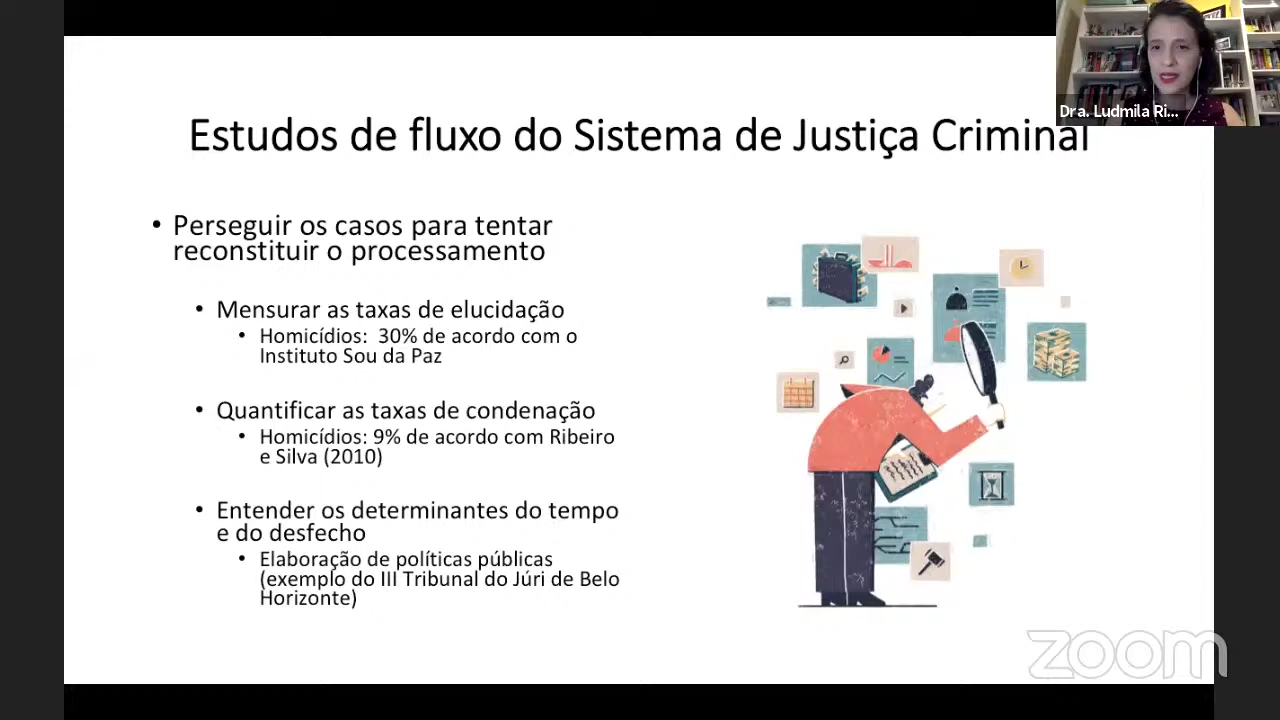 Dra. Ludmila Ri...
Estudos de fluxo do Sistema de Justiça Criminal
• Perseguir os casos para tentar
reconstituir o processamento
• Mensurar as taxas de elucidação
• Homicídios: 30% de acordo com o
Instituto Sou da Paz
• Quantificar as taxas de condenação
• Homicídios: 9% de acordo com Ribeiro
e Silva (2010)
• Entender os determinantes do tempo
e do desfecho
• Elaboração de políticas públicas
(exemplo do III Tribunal do Júri de Belo
Horizonte)
zoom